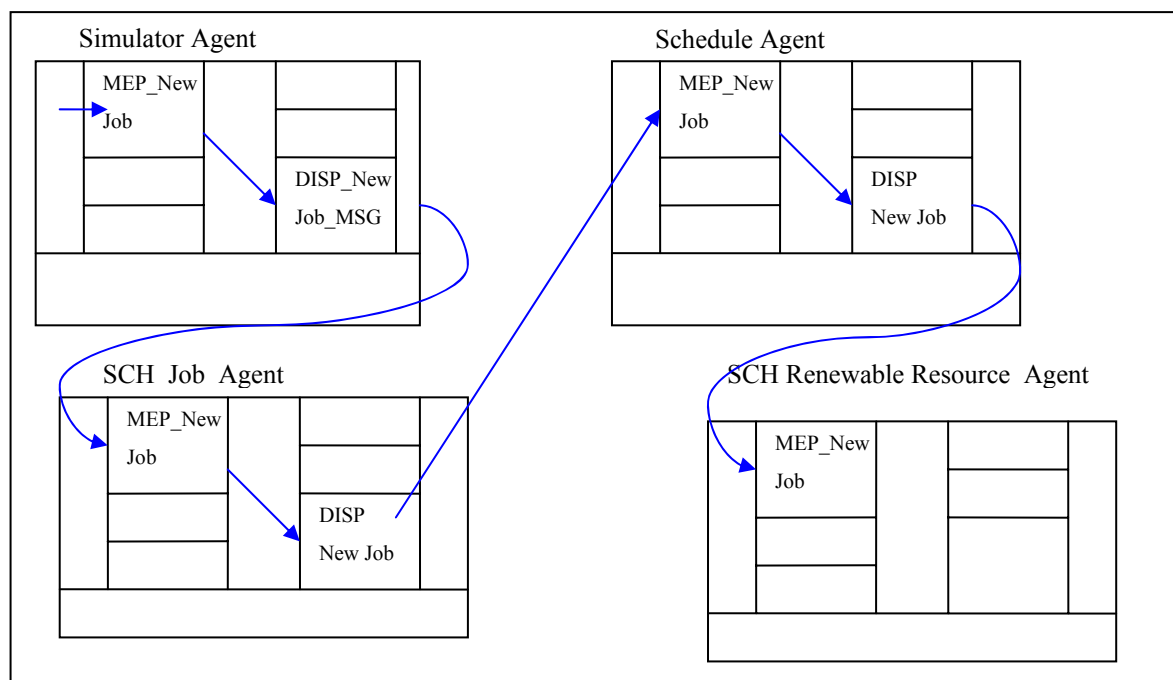 Simulator Agent
MEP_New
Job
DISP_New
Job_MSG
Schedule Agent
MEP_New
Job
DISP
New Job
SCH Job Agent
MEP_New
Job
DISP
New Job
SCH Renewable Resource Agent
MEP_New
Job